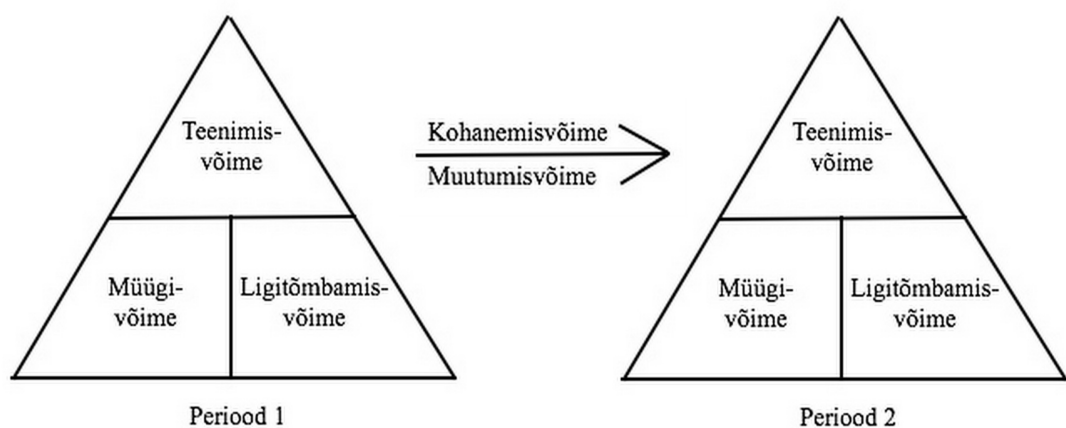 Teenimis-
võime
Müügi-
võime
Ligitõmbamis-
võime
Periood 1
Kohanemisvõime
Muutumisvõime
Teenimis-
võime
Müügi-
võime
Ligitõmbamis-
võime
Periood 2